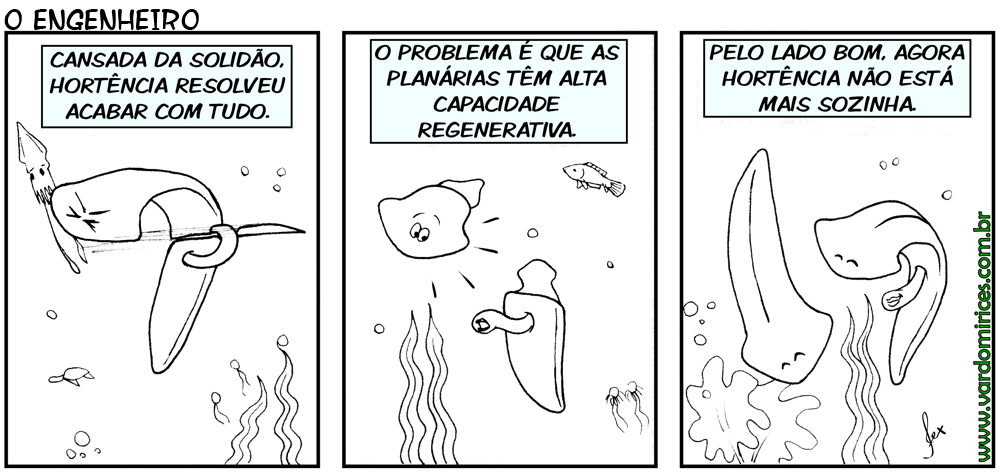 O ENGENHEIRO
CANSADA DA SOLIDÃO,
HORTÊNCIA RESOLVEU
ACABAR COM TUDO.
O PROBLEMA É QUE AS
PLANÁRIAS TÊM ALTA
CAPACIDADE
REGENERATIVA.
PELO LADO BOM, AGORA
HORTÊNCIA NÃO ESTÁ
MAIS SOZINHA.
www.vardomirices.com.br